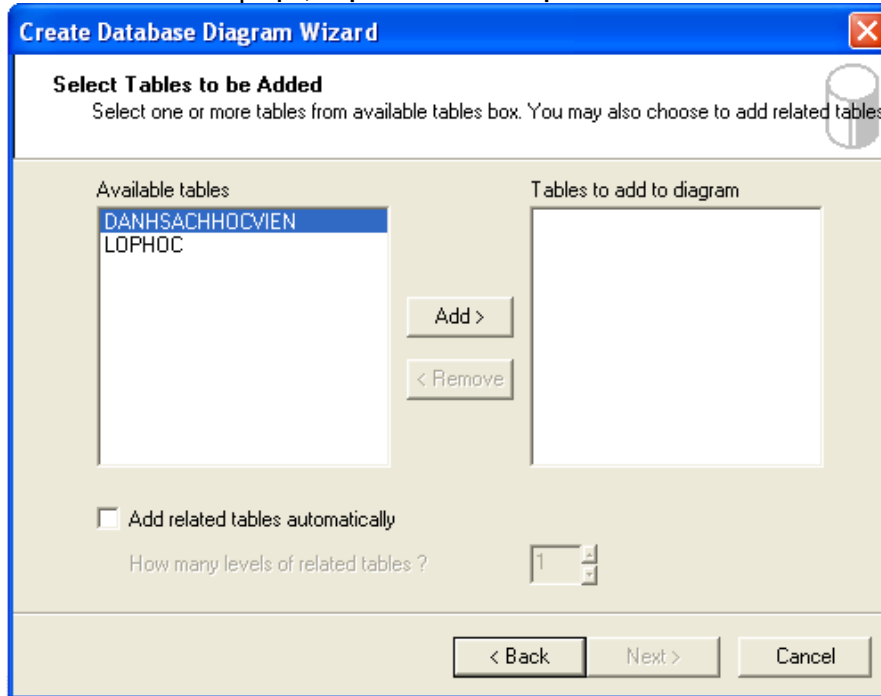 Create Database Diagram Wizard
Select Tables to be Added
Select one or more tables from available tables box. You may also choose to add related tables
Available tables
Tables to add to diagram
DANHSACHHOCVIEN
LOPHOC
Add >
< Remove
Add related tables automatically
How many levels of related tables ?
1
< Back
Next >
Cancel